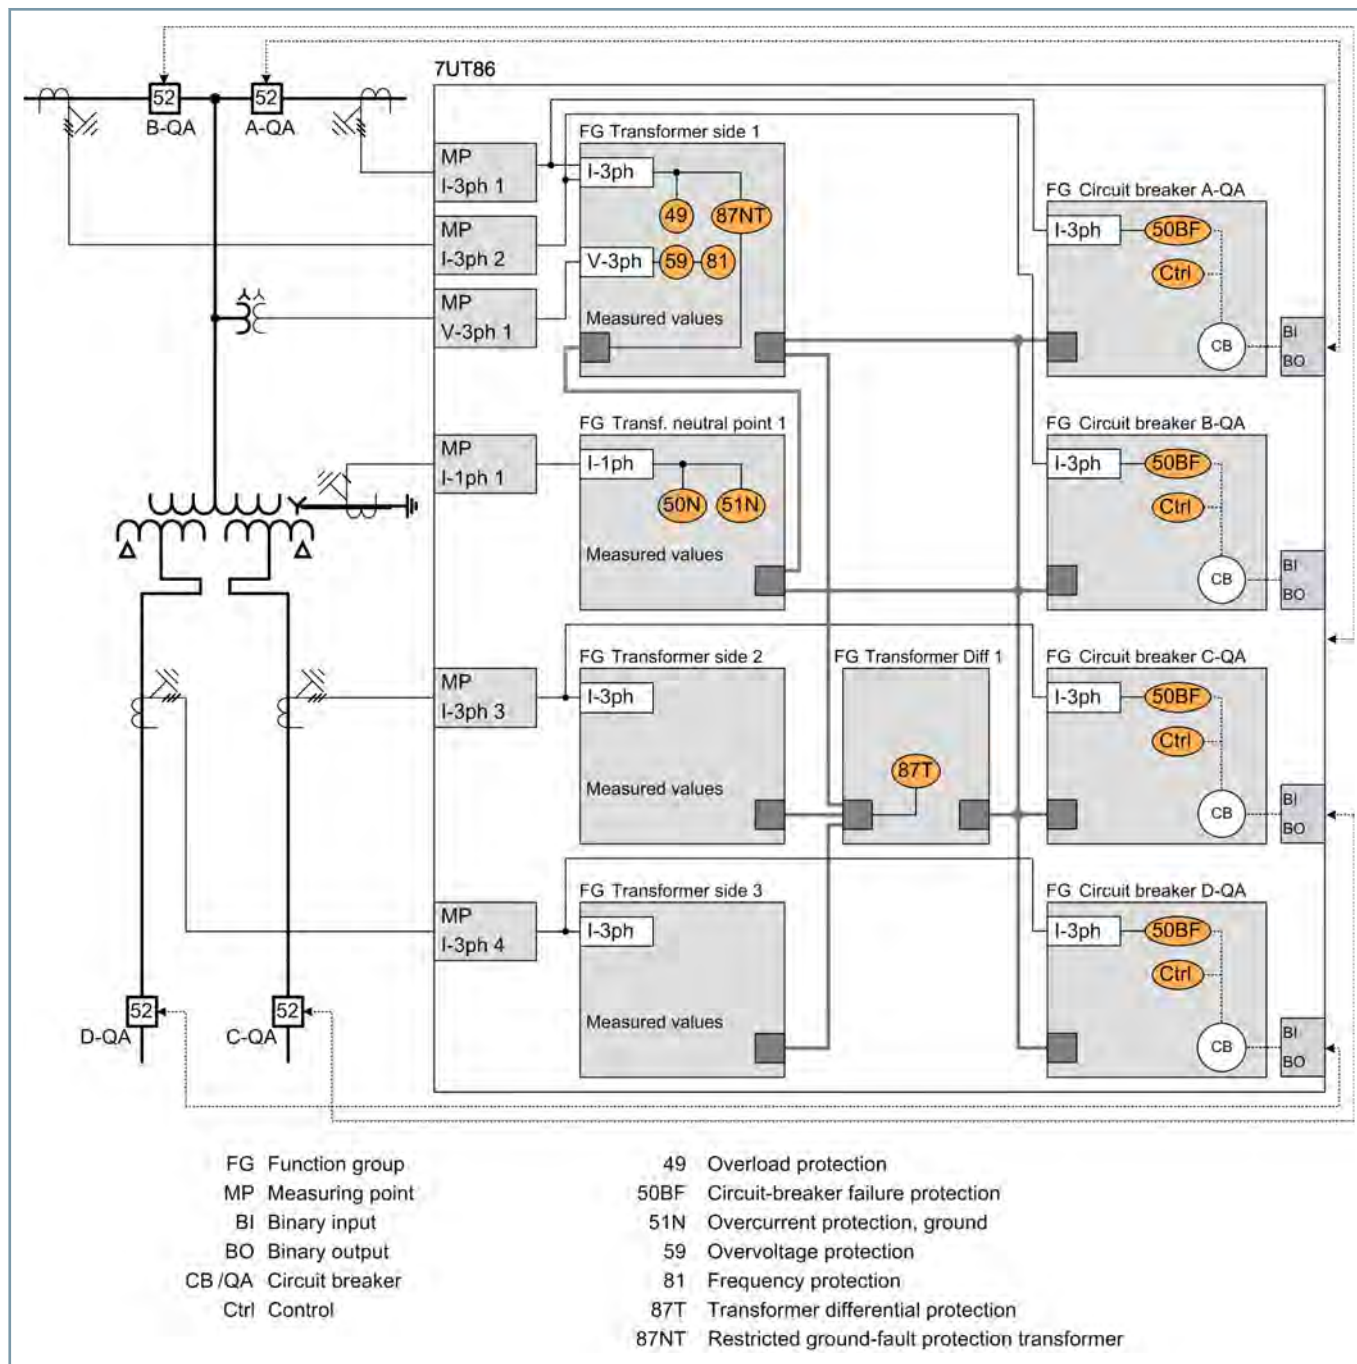 7UT86
52
52
B-QA
A-QA
MP
I-3ph 1
MP
I-3ph 2
MP
V-3ph 1
FG Transformer side 1
I-3ph
49
87NT
V-3ph
59
81
Measured values
FG Circuit breaker A-QA
I-3ph
50BF
Ctrl
CB
BI
BO
MP
I-1ph 1
FG Transf. neutral point 1
I-1ph
50N
51N
Measured values
FG Circuit breaker B-QA
I-3ph
50BF
Ctrl
CB
BI
BO
MP
I-3ph 3
FG Transformer side 2
I-3ph
Measured values
FG Transformer Diff 1
87T
FG Circuit breaker C-QA
I-3ph
50BF
Ctrl
CB
BI
BO
MP
I-3ph 4
FG Transformer side 3
I-3ph
Measured values
FG Circuit breaker D-QA
I-3ph
50BF
Ctrl
CB
BI
BO
52
52
D-QA
C-QA
FG Function group
MP Measuring point
BI Binary input
BO Binary output
CB /QA Circuit breaker
Ctrl Control
49 Overload protection
50BF Circuit-breaker failure protection
51N Overcurrent protection, ground
59 Overvoltage protection
81 Frequency protection
87T Transformer differential protection
87NT Restricted ground-fault protection transformer